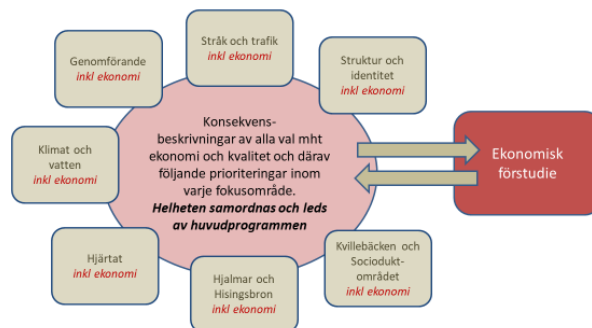 Stråk och trafik
inkl ekonomi
Genomförande
inkl ekonomi
Struktur och
identitet
inkl ekonomi
Konsekvens-
beskrivningar av alla val mht
ekonomi och kvalitet och därav
följande prioriteringar inom
varje fokusområde.
Helheten samordnas och leds
av huvudprogrammen
Klimat och
vatten
inkl ekonomi
Ekonomisk
förstudie
Hjärtat
inkl ekonomi
Hjalmar och
Hisingsbron
inkl ekonomi
Kvillebäcken och
Sociodukt-
området
inkl ekonomi